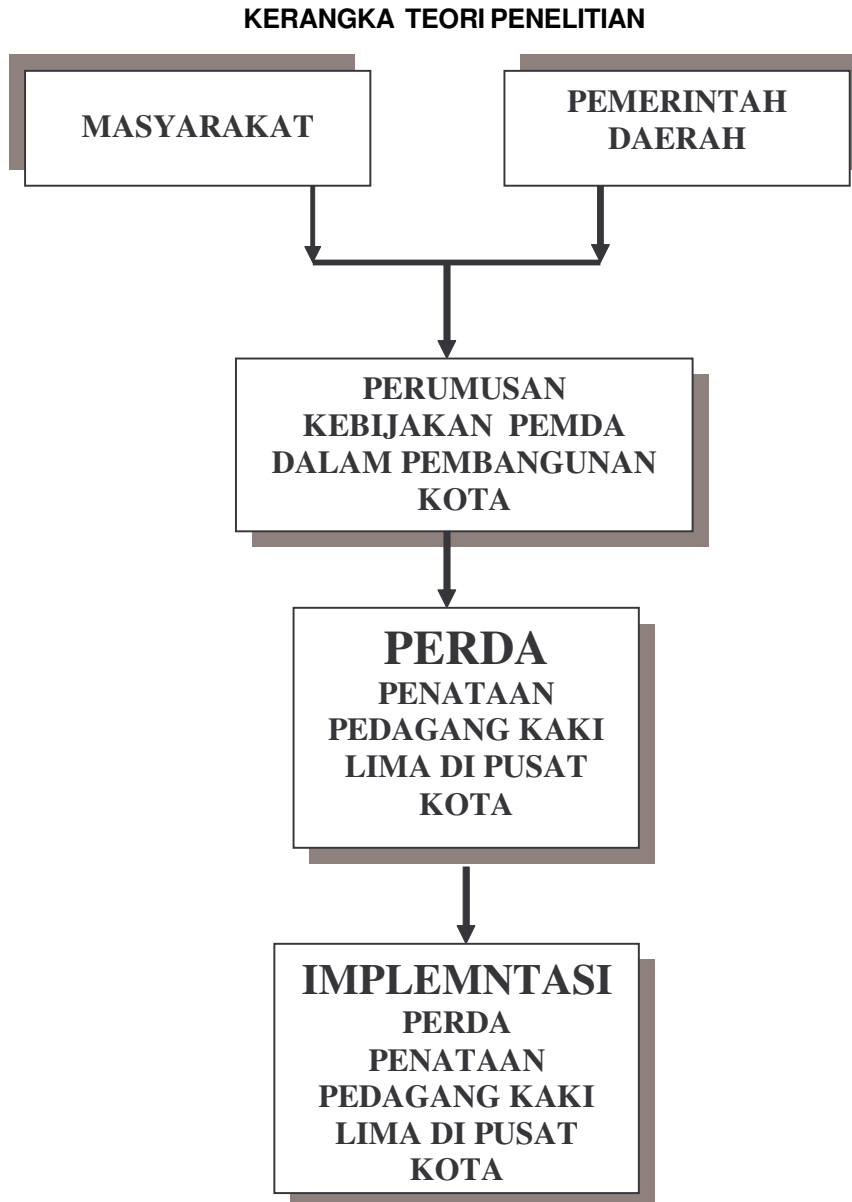 KERANGKA TEORI PENELITIAN
MASYARAKAT
PEMERINTAH
DAERAH
PERUMUSAN
KEBIJAKAN PEMDA
DALAM PEMBANGUNAN
KOTA
PERDA
PENATAAN
PEDAGANG KAKI
LIMA DI PUSAT
KOTA
IMPLEMNTASI
PERDA
PENATAAN
PEDAGANG KAKI
LIMA DI PUSAT
KOTA